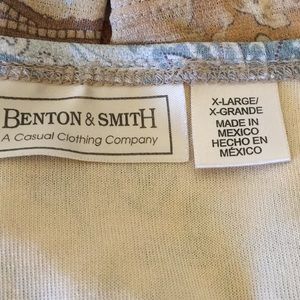 BENTON & SMITH
A Casual Clothing Company
X-LARGE/
X-GRANDE
MADE IN
MEXICO
HECHO EN
MÉXICO